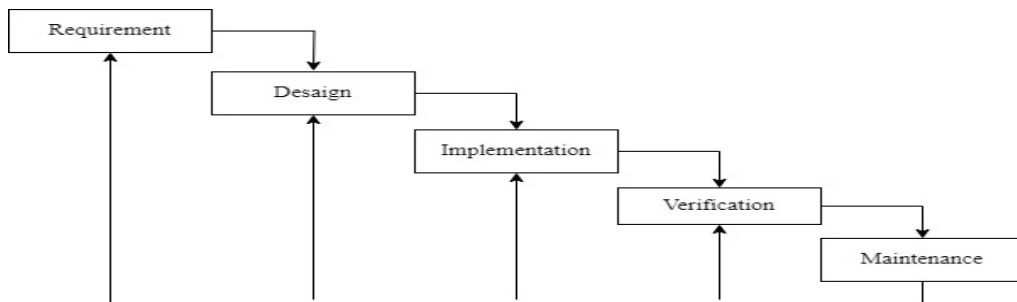 Requirement
Desaign
Implementation
Verification
Maintenance